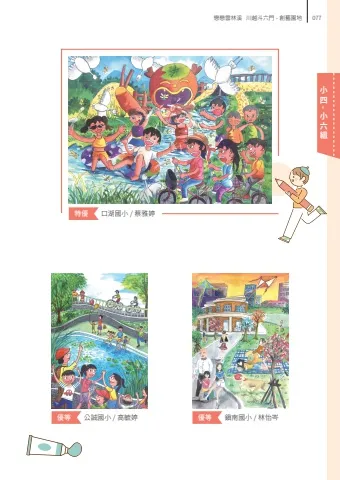 戀戀雲林溪 川越斗六門 - 創藝園地 077
小四、小六組
特優 口湖國小 / 蔡雅婷
優等 公誠國小 / 高敏婷
優等 鎮南國小 / 林怡岑